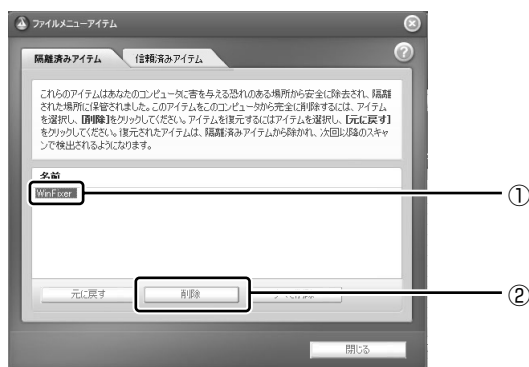 ファイルメニューアイテム
隔離済みアイテム 信頼済みアイテム
これらのアイテムはあなたのコンピュータに害を与える恐れのある場所から安全に除去され、隔離
された場所に保管されました。このアイテムをこのコンピュータから完全に削除するには、アイテム
を選択し、[削除]をクリックしてください。アイテムを復元するにはアイテムを選択し、[元に戻す]
をクリックしてください。復元されたアイテムは、隔離済みアイテムから除かれ、次回以降のスキャ
ンで検出されるようになります。
名前
WinFixer
①
元に戻す 削除
②
閉じる